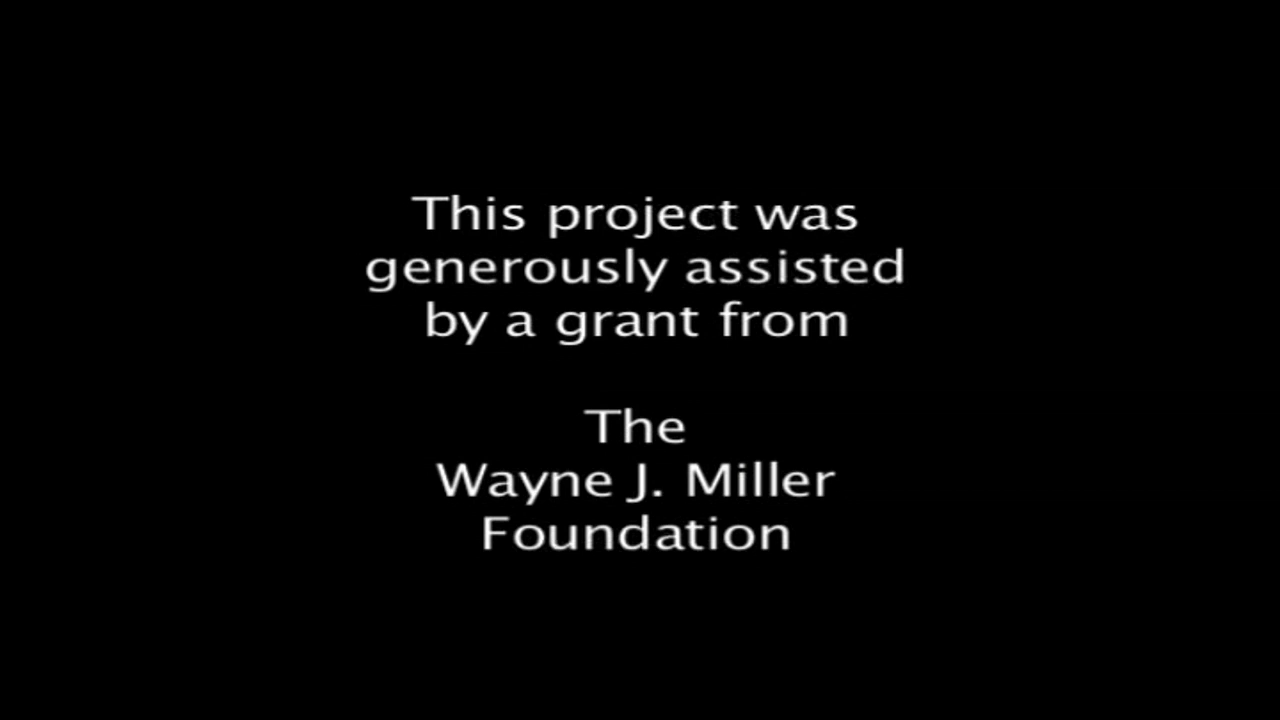 This project was
generously assisted
by a grant from
The
Wayne J. Miller
Foundation